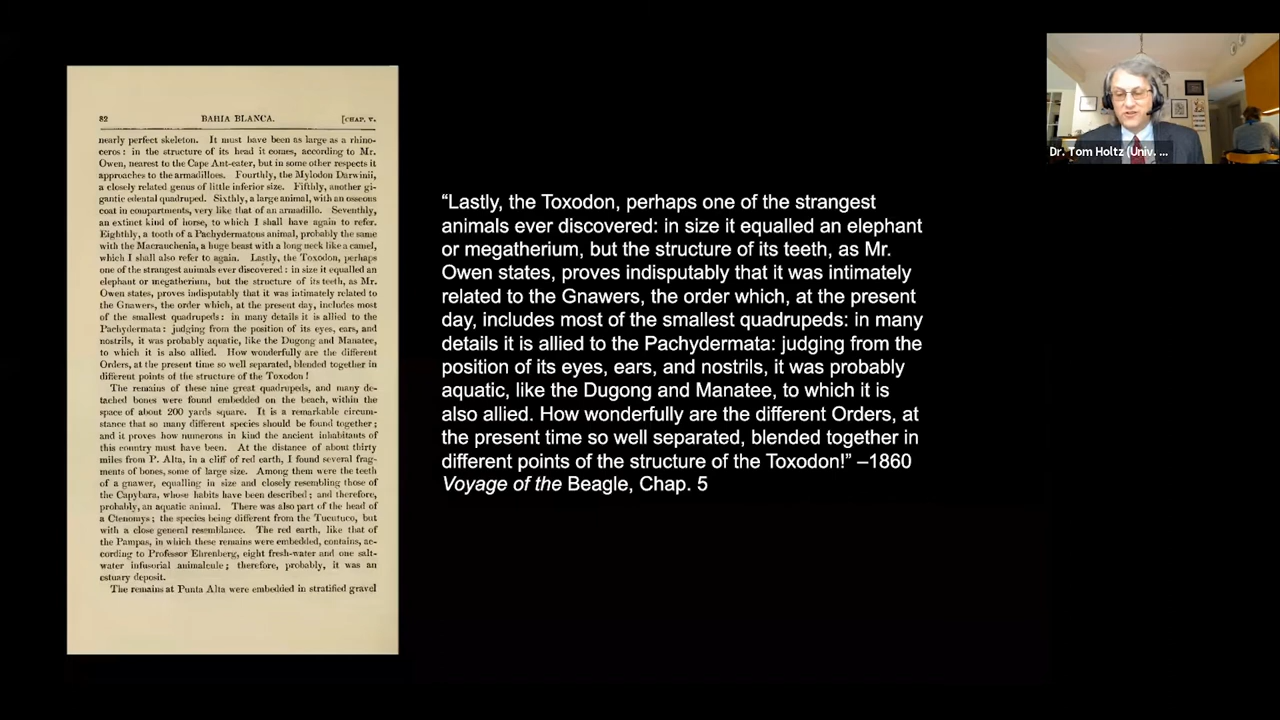 82 BAHIA BLANCA. [CHAP. V.
nearly perfect skeleton. It must have been as large as a rhino-
ceros: in the structure of its head it comes, according to Mr.
Owen, nearest to the Cape Ant-eater, but in some other respects it
approaches to the armadilloes. Fourthly, the Mylodon Darwinii,
a closely related genus of little inferior size. Fifthly, another gi-
gantic edental quadruped. Sixthly, a large animal, with an osseous
coat in compartments, very like that of an armadillo. Seventhly,
an extinct kind of horse, to which I shall have again to refer.
Eighthly, a tooth of a Pachydermatous animal, probably the same
with the Macrauchenia, a huge beast with a long neck like a camel,
which I shall also refer to again. Lastly, the Toxodon, perhaps
one of the strangest animals ever discovered: in size it equalled an
elephant or megatherium, but the structure of its teeth, as Mr.
Owen states, proves indisputably that it was intimately related to
the Gnawers, the order which, at the present day, includes most
of the smallest quadrupeds: in many details it is allied to the
Pachydermata: judging from the position of its eyes, ears, and
nostrils, it was probably aquatic, like the Dugong and Manatee,
to which it is also allied. How wonderfully are the different
Orders, at the present time so well separated, blended together in
different points of the structure of the Toxodon!
The remains of these nine great quadrupeds, and many de-
tached bones were found embedded on the beach, within the
space of about 200 yards square. It is a remarkable circum-
stance that so many different species should be found together;
and it proves how numerous in kind the ancient inhabitants of
this country must have been. At the distance of about thirty
miles from P. Alta, in a cliff of red earth, I found several frag-
ments of bones, some of large size. Among them were the teeth
of a gnawer, equalling in size and closely resembling those of
the Capybara, whose habits have been described; and therefore,
probably, an aquatic animal. There was also part of the head of
a Ctenomys; the species being different from the Tucutuco, but
with a close general resemblance. The red earth, like that of
the Pampas, in which these remains were embedded, contains, ac-
cording to Professor Ehrenberg, eight fresh-water and one salt-
water infusorial animalcule; therefore, probably, it was an
estuary deposit.
The remains at Punta Alta were embedded in stratified gravel
“Lastly, the Toxodon, perhaps one of the strangest
animals ever discovered: in size it equalled an elephant
or megatherium, but the structure of its teeth, as Mr.
Owen states, proves indisputably that it was intimately
related to the Gnawers, the order which, at the present
day, includes most of the smallest quadrupeds: in many
details it is allied to the Pachydermata: judging from the
position of its eyes, ears, and nostrils, it was probably
aquatic, like the Dugong and Manatee, to which it is
also allied. How wonderfully are the different Orders, at
the present time so well separated, blended together in
different points of the structure of the Toxodon!” –1860
Voyage of the Beagle, Chap. 5
Dr. Tom Holtz (Univ. ...